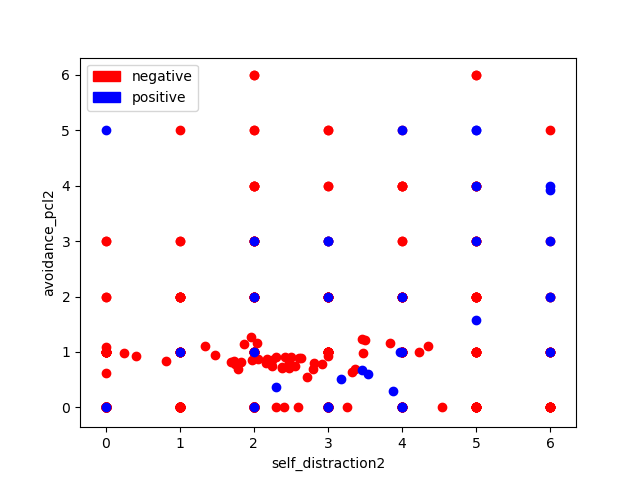 negative
positive
6
5
4
3
2
1
0
avoidance_pcl2
0 1 2 3 4 5 6
self_distraction2